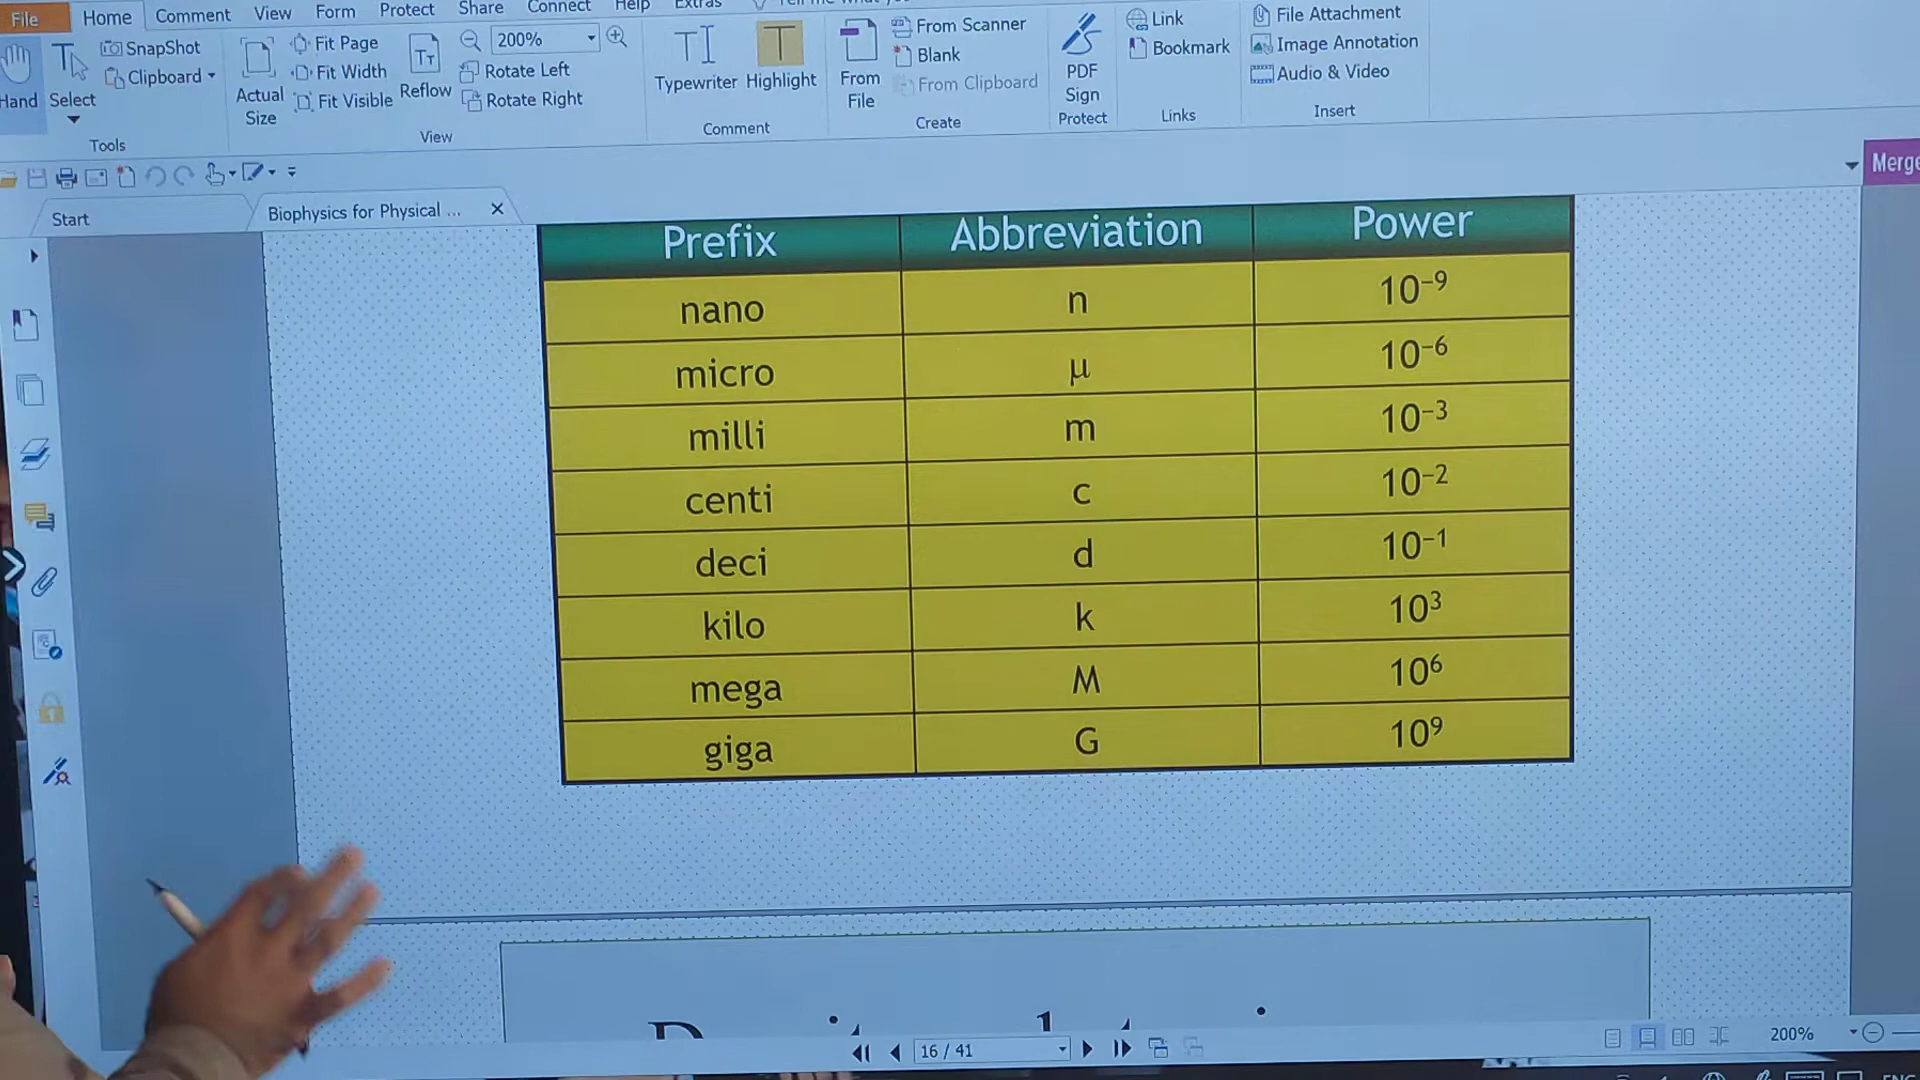 File Home Comment View Form Protect Share Connect Help Extras
Hand
Select
SnapShot
Clipboard
Tools
Actual Size
Fit Page
Fit Width
Fit Visible
Reflow
200%
Rotate Left
Rotate Right
View
Typewriter
Highlight
Comment
From File
From Scanner
Blank
From Clipboard
Create
PDF Sign
Protect
Link
Bookmark
Links
File Attachment
Image Annotation
Audio & Video
Insert
Merge
Start
Biophysics for Physical ...
Prefix Abbreviation Power
nano n 10⁻⁹
micro μ 10⁻⁶
milli m 10⁻³
centi c 10⁻²
deci d 10⁻¹
kilo k 10³
mega M 10⁶
giga G 10⁹
16 / 41
200%